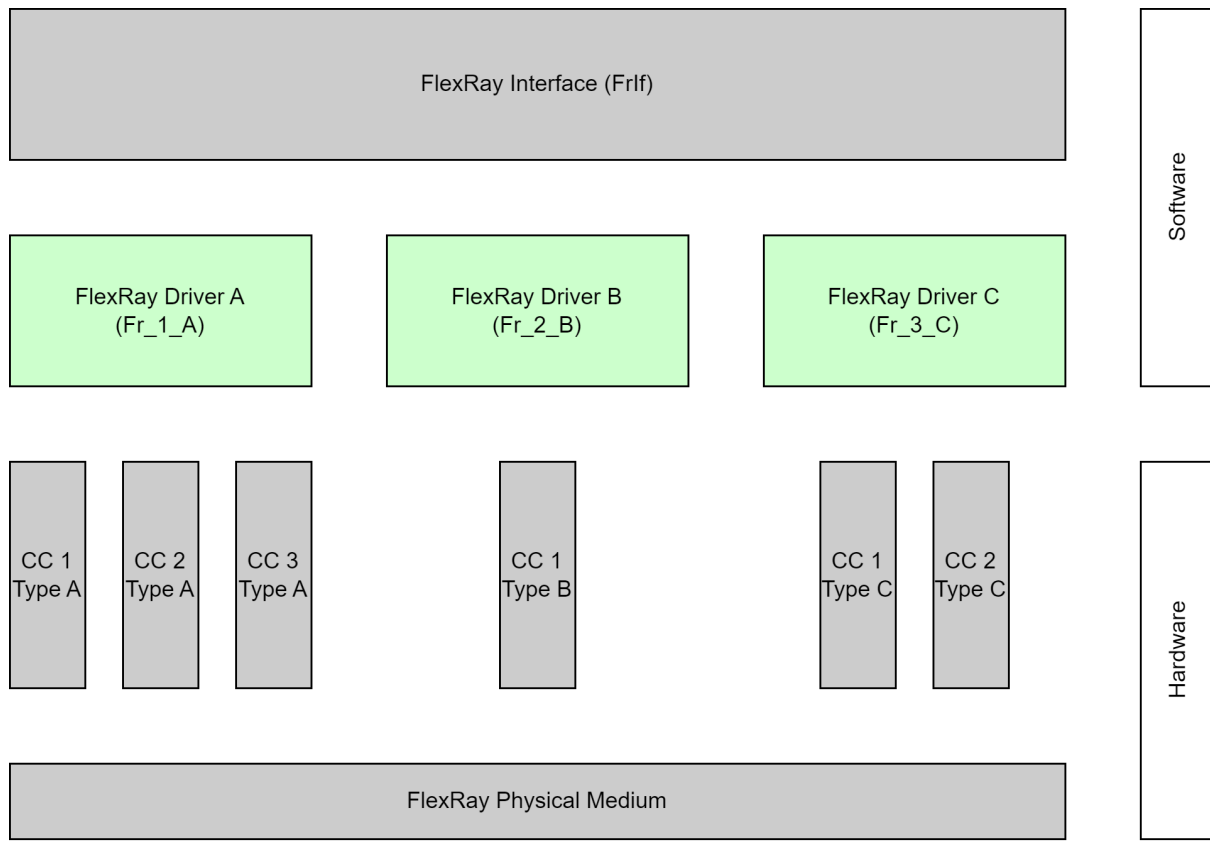 FlexRay Interface (FrIf)
Software
FlexRay Driver A
(Fr_1_A)
FlexRay Driver B
(Fr_2_B)
FlexRay Driver C
(Fr_3_C)
CC 1
Type A
CC 2
Type A
CC 3
Type A
CC 1
Type B
CC 1
Type C
CC 2
Type C
Hardware
FlexRay Physical Medium